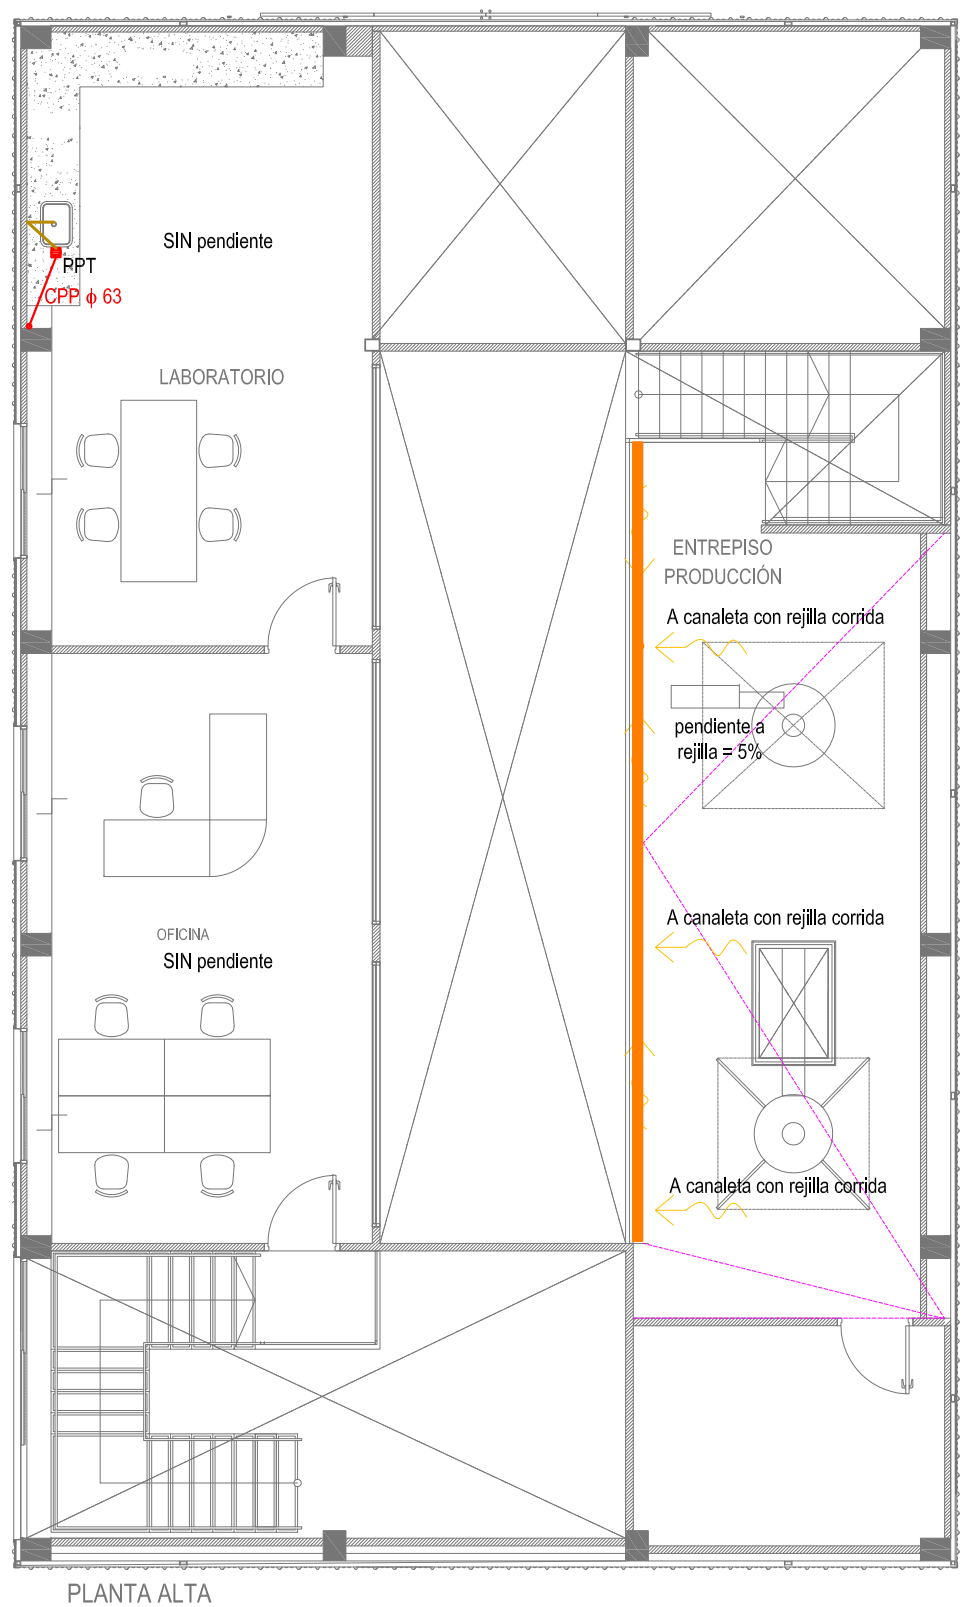 SIN pendiente
PPT
CPP ϕ 63
LABORATORIO
ENTREPISO
PRODUCCIÓN
A canaleta con rejilla corrida
pendiente a
rejilla = 5%
A canaleta con rejilla corrida
OFICINA
SIN pendiente
A canaleta con rejilla corrida
PLANTA ALTA